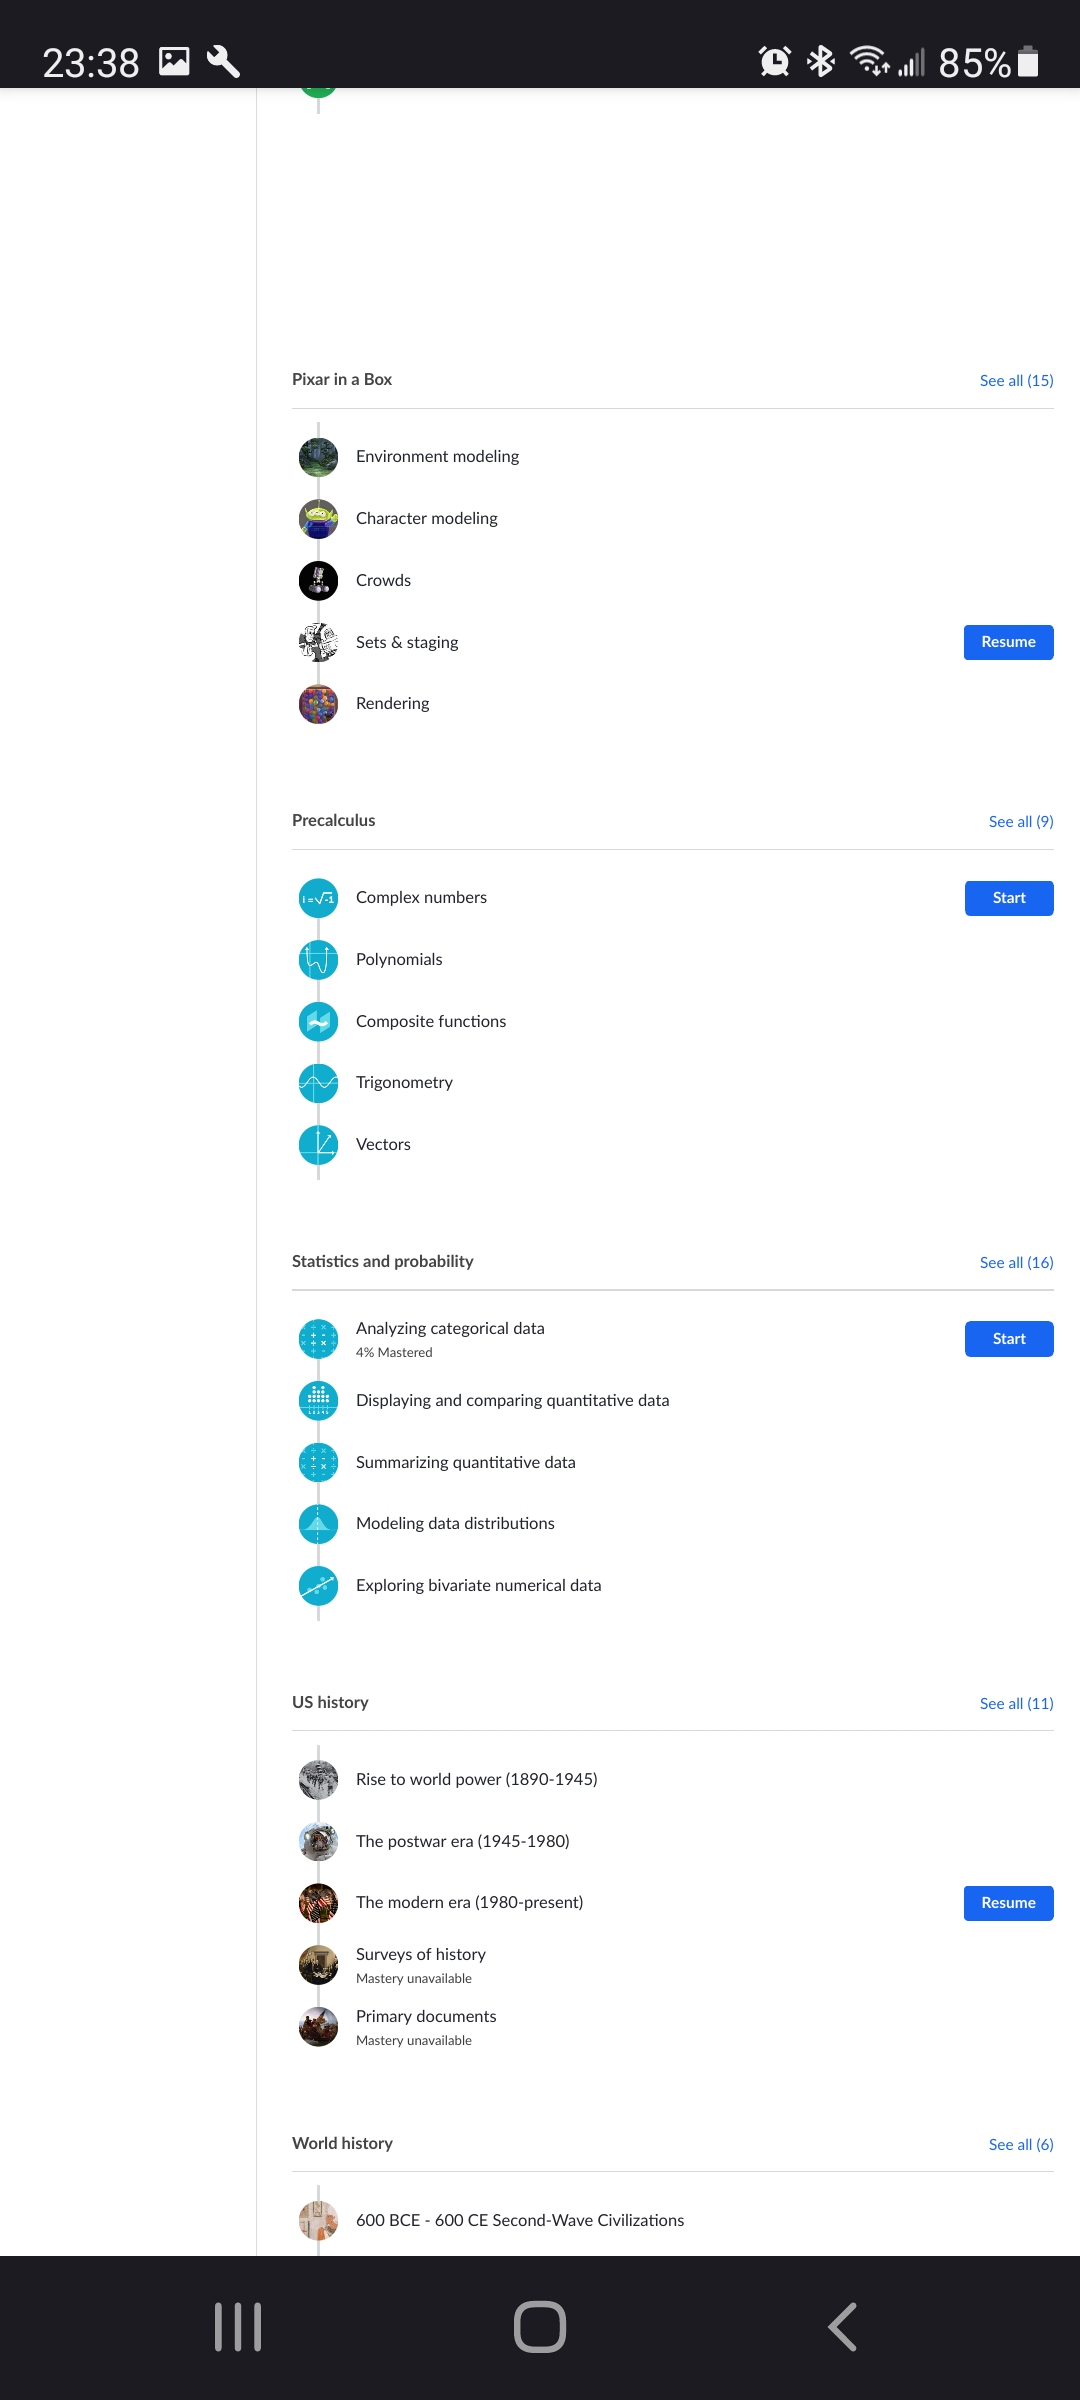 23:38
85%
Pixar in a Box
See all (15)
Environment modeling
Character modeling
Crowds
Sets & staging
Resume
Rendering
Precalculus
See all (9)
i = √-1
Complex numbers
Start
Polynomials
Composite functions
Trigonometry
Vectors
Statistics and probability
See all (16)
Analyzing categorical data
4% Mastered
Start
Displaying and comparing quantitative data
Summarizing quantitative data
Modeling data distributions
Exploring bivariate numerical data
US history
See all (11)
Rise to world power (1890-1945)
The postwar era (1945-1980)
The modern era (1980-present)
Resume
Surveys of history
Mastery unavailable
Primary documents
Mastery unavailable
World history
See all (6)
600 BCE - 600 CE Second-Wave Civilizations